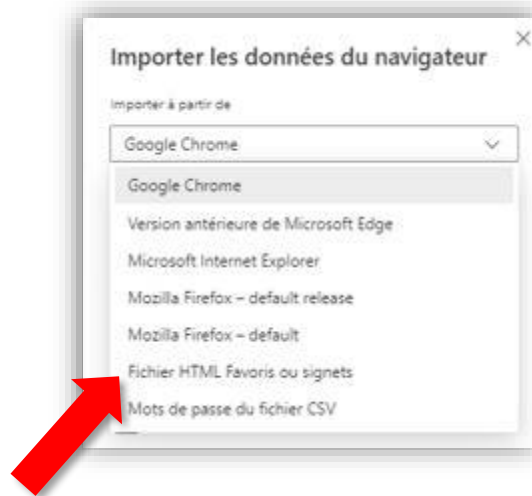 Importer les données du navigateur
Importer à partir de
Google Chrome
Google Chrome
Version antérieure de Microsoft Edge
Microsoft Internet Explorer
Mozilla Firefox – default release
Mozilla Firefox – default
Fichier HTML Favoris ou signets
Mots de passe du fichier CSV